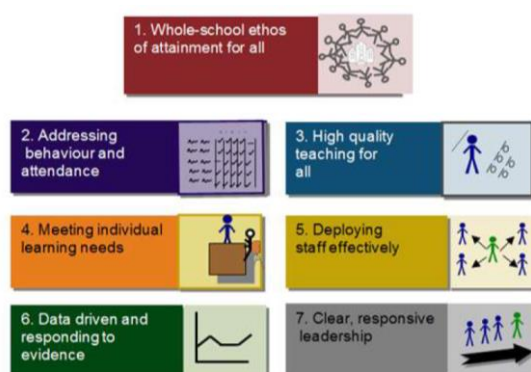 1. Whole-school ethos
of attainment for all
2. Addressing
behaviour and
attendance
3. High quality
teaching for
all
4. Meeting individual
learning needs
5. Deploying
staff effectively
6. Data driven and
responding to
evidence
7. Clear, responsive
leadership